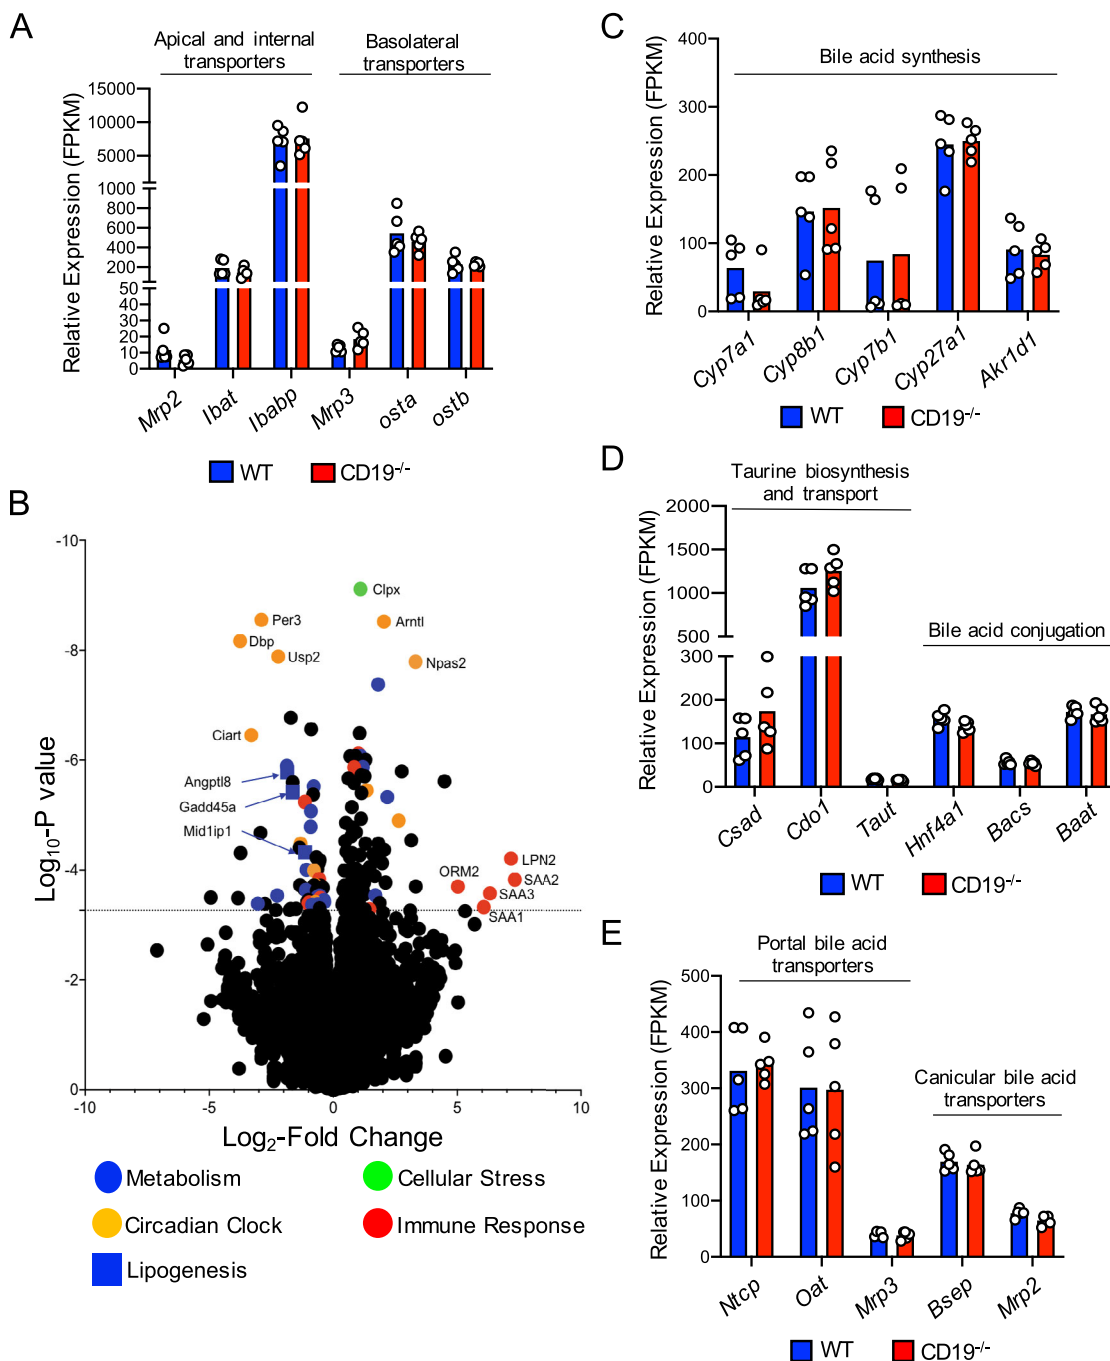 A
Apical and internal
transporters
Basolateral
transporters
Relative Expression (FPKM)
15000
10000
5000
1000
800
600
400
200
50
40
30
20
10
0
Mrp2
Ibat
Ibabp
Mrp3
osta
ostb
WT
CD19-/-
B
Log10-P value
-10
-8
-6
-4
-2
0
-10
-5
0
5
10
Clpx
Per3
Arntl
Dbp
Usp2
Npas2
Ciart
Angptl8
Gadd45a
Mid1ip1
LPN2
ORM2
SAA2
SAA3
SAA1
Log2-Fold Change
Metabolism
Cellular Stress
Circadian Clock
Immune Response
Lipogenesis
C
Bile acid synthesis
Relative Expression (FPKM)
400
300
200
100
0
Cyp7a1
Cyp8b1
Cyp7b1
Cyp27a1
Akr1d1
WT
CD19-/-
D
Taurine biosynthesis
and transport
Bile acid conjugation
Relative Expression (FPKM)
2000
1500
1000
500
300
200
100
0
Csad
Cdo1
Taut
Hnf4a1
Bacs
Baat
WT
CD19-/-
E
Portal bile acid
transporters
Canicular bile acid
transporters
Relative Expression (FPKM)
500
400
300
200
100
0
Ntcp
Oat
Mrp3
Bsep
Mrp2
WT
CD19-/-